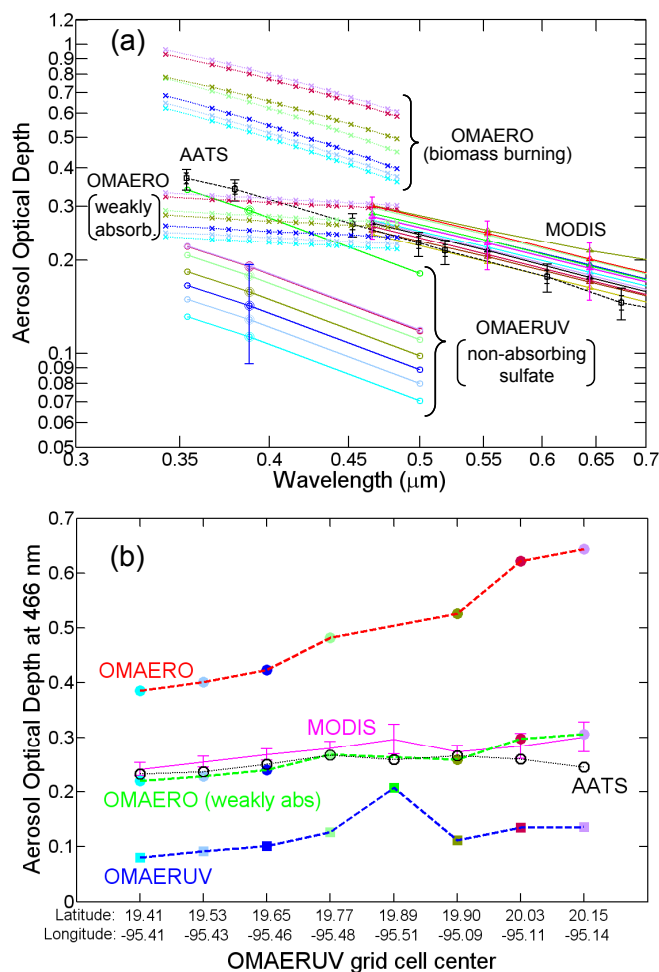 (a)
1.2
1
0.9
0.8
0.7
0.6
0.5
0.4
0.3
0.2
0.1
0.09
0.08
0.07
0.06
0.05
Aerosol Optical Depth
OMAERO
(biomass burning)
AATS
OMAERO
weakly
absorb.
MODIS
OMAERUV
non-absorbing
sulfate
0.3 0.35 0.4 0.45 0.5 0.55 0.6 0.65 0.7
Wavelength (μm)
(b)
0.7
0.6
0.5
0.4
0.3
0.2
0.1
0
Aerosol Optical Depth at 466 nm
OMAERO
MODIS
AATS
OMAERO (weakly abs)
OMAERUV
Latitude: 19.41 19.53 19.65 19.77 19.89 19.90 20.03 20.15
Longitude: -95.41 -95.43 -95.46 -95.48 -95.51 -95.09 -95.11 -95.14
OMAERUV grid cell center